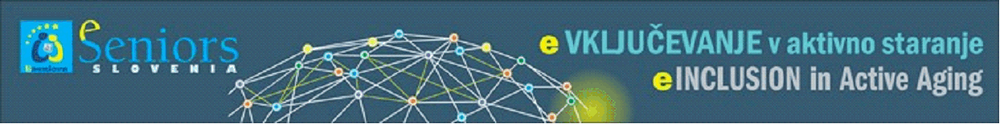 eSeniors
SLOVENIA
e VKLJUČEVANJE v aktivno staranje
e INCLUSION in Active Aging